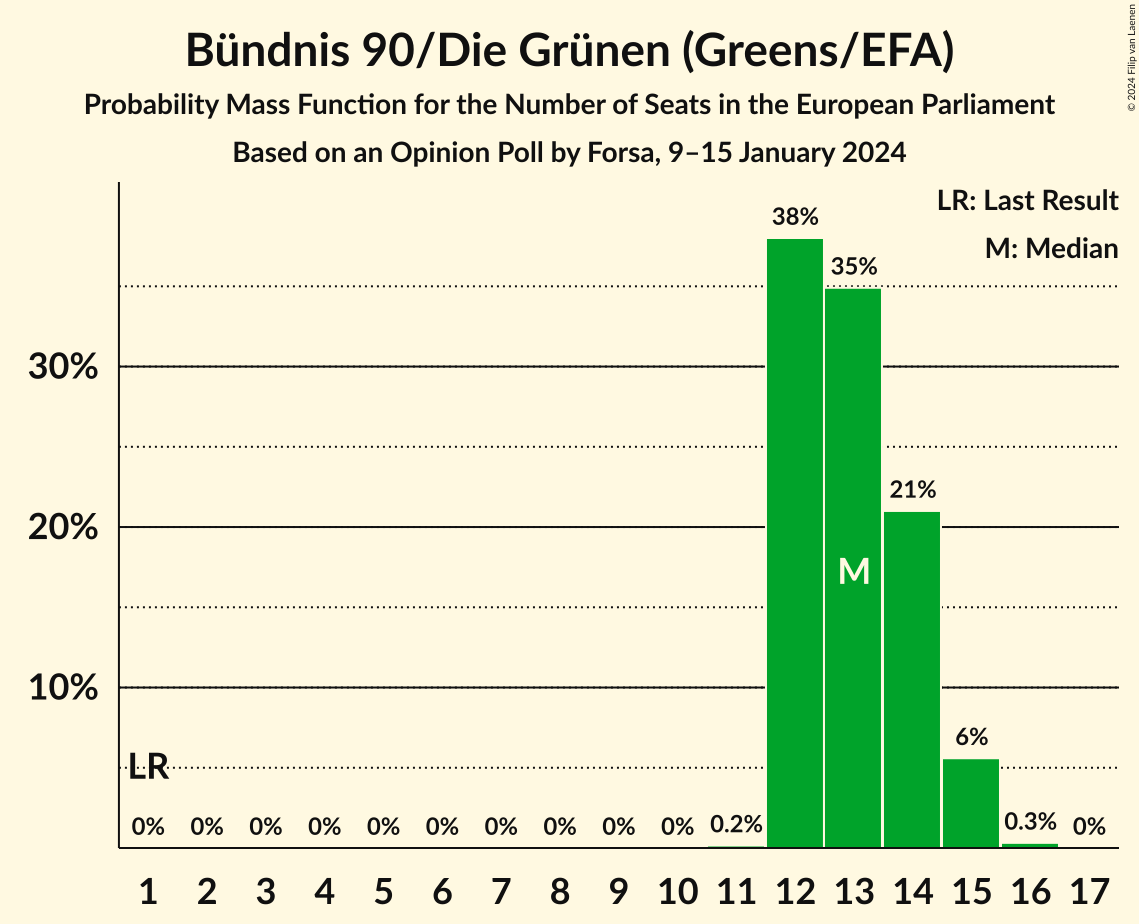 Bündnis 90/Die Grünen (Greens/EFA)
Probability Mass Function for the Number of Seats in the European Parliament
Based on an Opinion Poll by Forsa, 9–15 January 2024
© 2024 Filip van Laenen
LR: Last Result
M: Median
38%
35%
30%
21%
20%
M
10%
6%
LR
0% 0% 0% 0% 0% 0% 0% 0% 0% 0% 0.2% 0.3% 0%
1 2 3 4 5 6 7 8 9 10 11 12 13 14 15 16 17